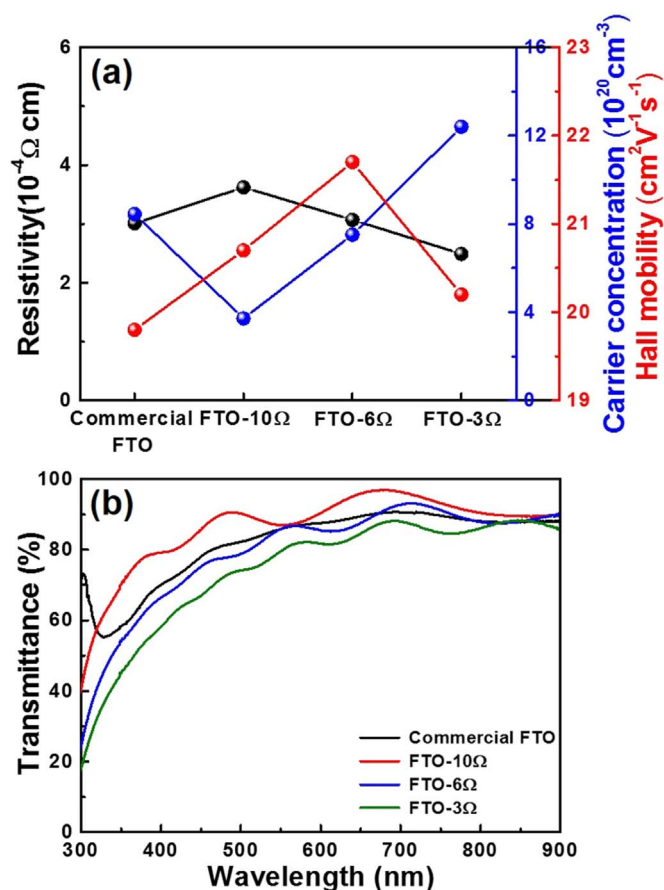 (a)
Resistivity(10⁻⁴Ω cm)
6
4
2
0
Commercial FTO
FTO-10Ω
FTO-6Ω
FTO-3Ω
16
12
8
4
0
Carrier concentration (10²⁰cm⁻³)
23
22
21
20
19
Hall mobility (cm²V⁻¹s⁻¹)
(b)
Transmittance (%)
100
80
60
40
20
0
Commercial FTO
FTO-10Ω
FTO-6Ω
FTO-3Ω
300 400 500 600 700 800 900
Wavelength (nm)